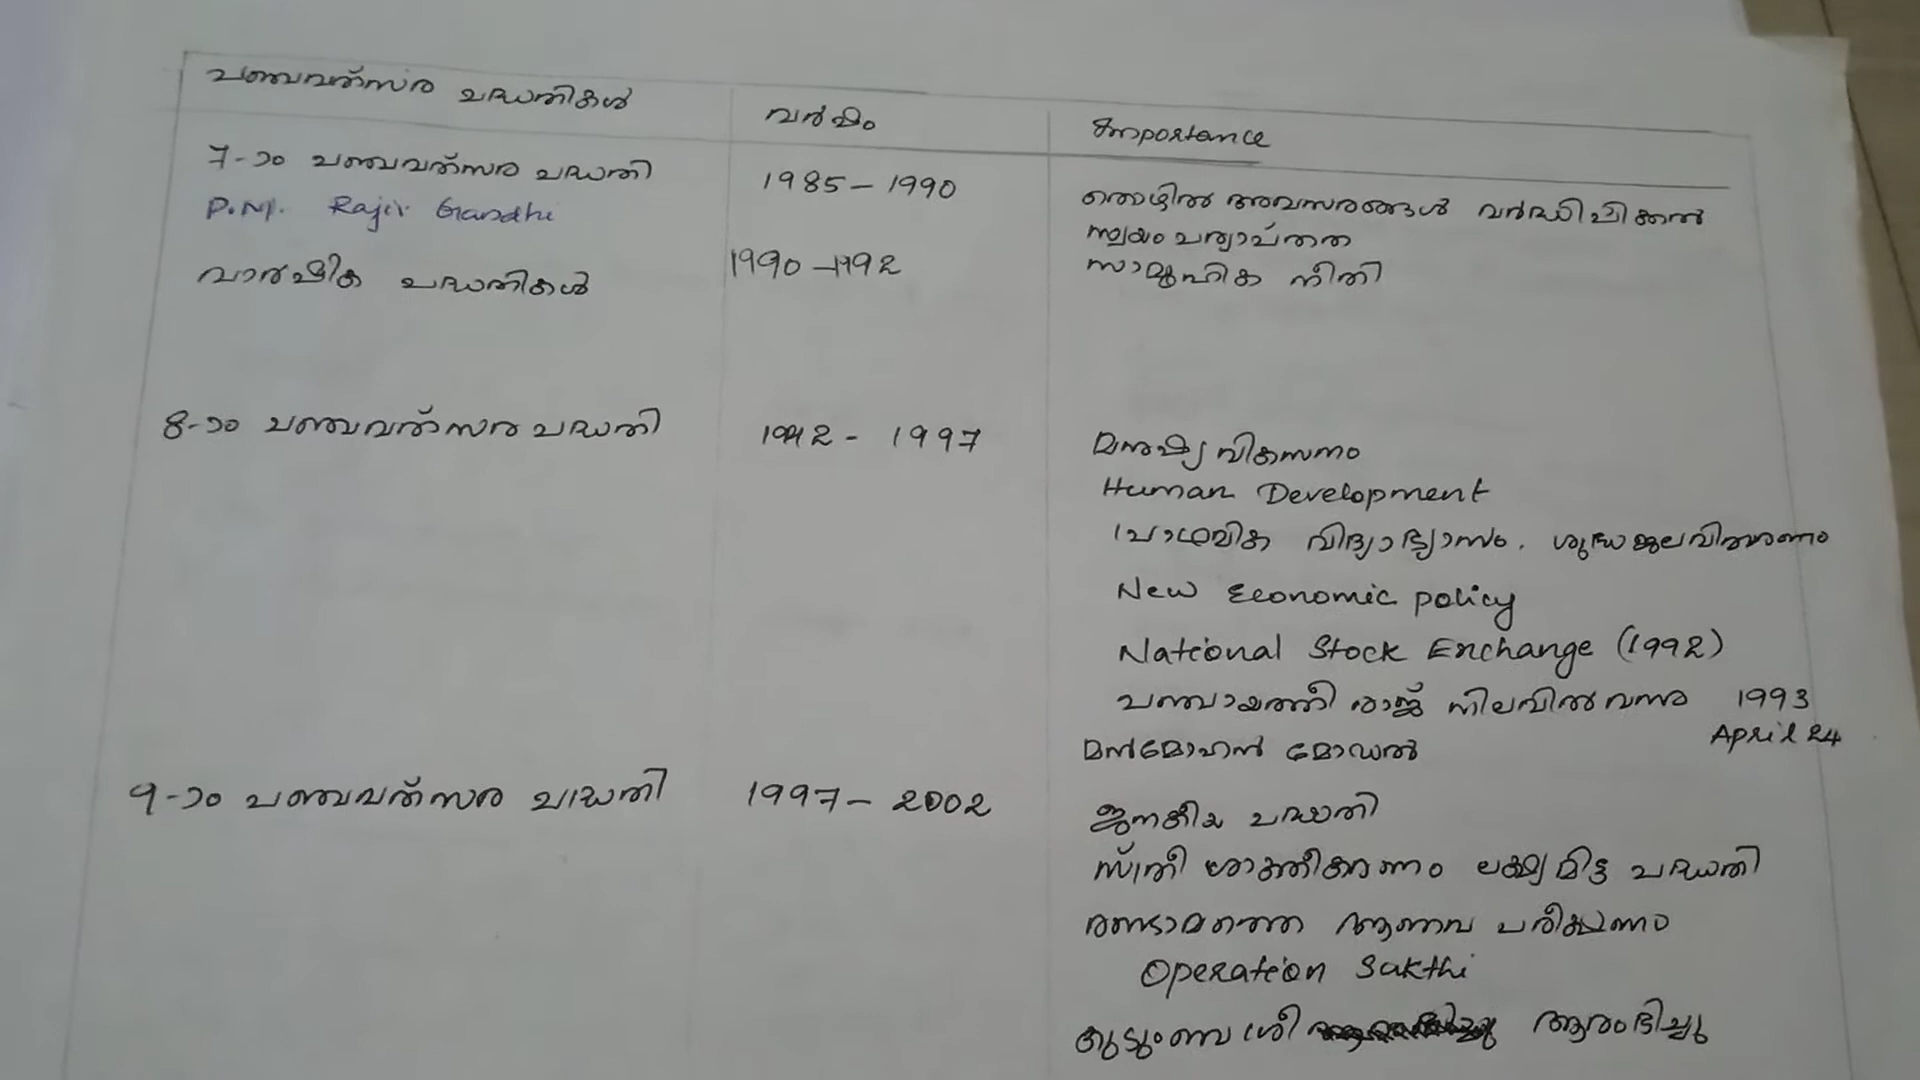 പഞ്ചവത്സര പദ്ധതികൾ വർഷം Importance
7-ാം പഞ്ചവത്സര പദ്ധതി 1985 - 1990 തൊഴിൽ അവസരങ്ങൾ വർദ്ധിപ്പിക്കൽ
P.M. Rajiv Gandhi സ്വയം പര്യാപ്തത
വാർഷിക പദ്ധതികൾ 1990 - 1992 സാമൂഹിക നീതി
8-ാം പഞ്ചവത്സര പദ്ധതി 1992 - 1997 മനുഷ്യ വികസനം
Human Development
പ്രാഥമിക വിദ്യാഭ്യാസം. ശുദ്ധജലവിതരണം
New Economic policy
National Stock Exchange (1992)
പഞ്ചായത്തീ രാജ് നിലവിൽ വന്നു 1993
April 24
മൻമോഹൻ മോഡൽ
9-ാം പഞ്ചവത്സര പദ്ധതി 1997 - 2002 ജനകീയ പദ്ധതി
സ്ത്രീ ശാക്തീകരണം ലക്ഷ്യമിട്ട പദ്ധതി
രണ്ടാമത്തെ ആണവ പരീക്ഷണം
Operation Sakthi
കുടുംബശ്രീ ആരംഭിച്ചു